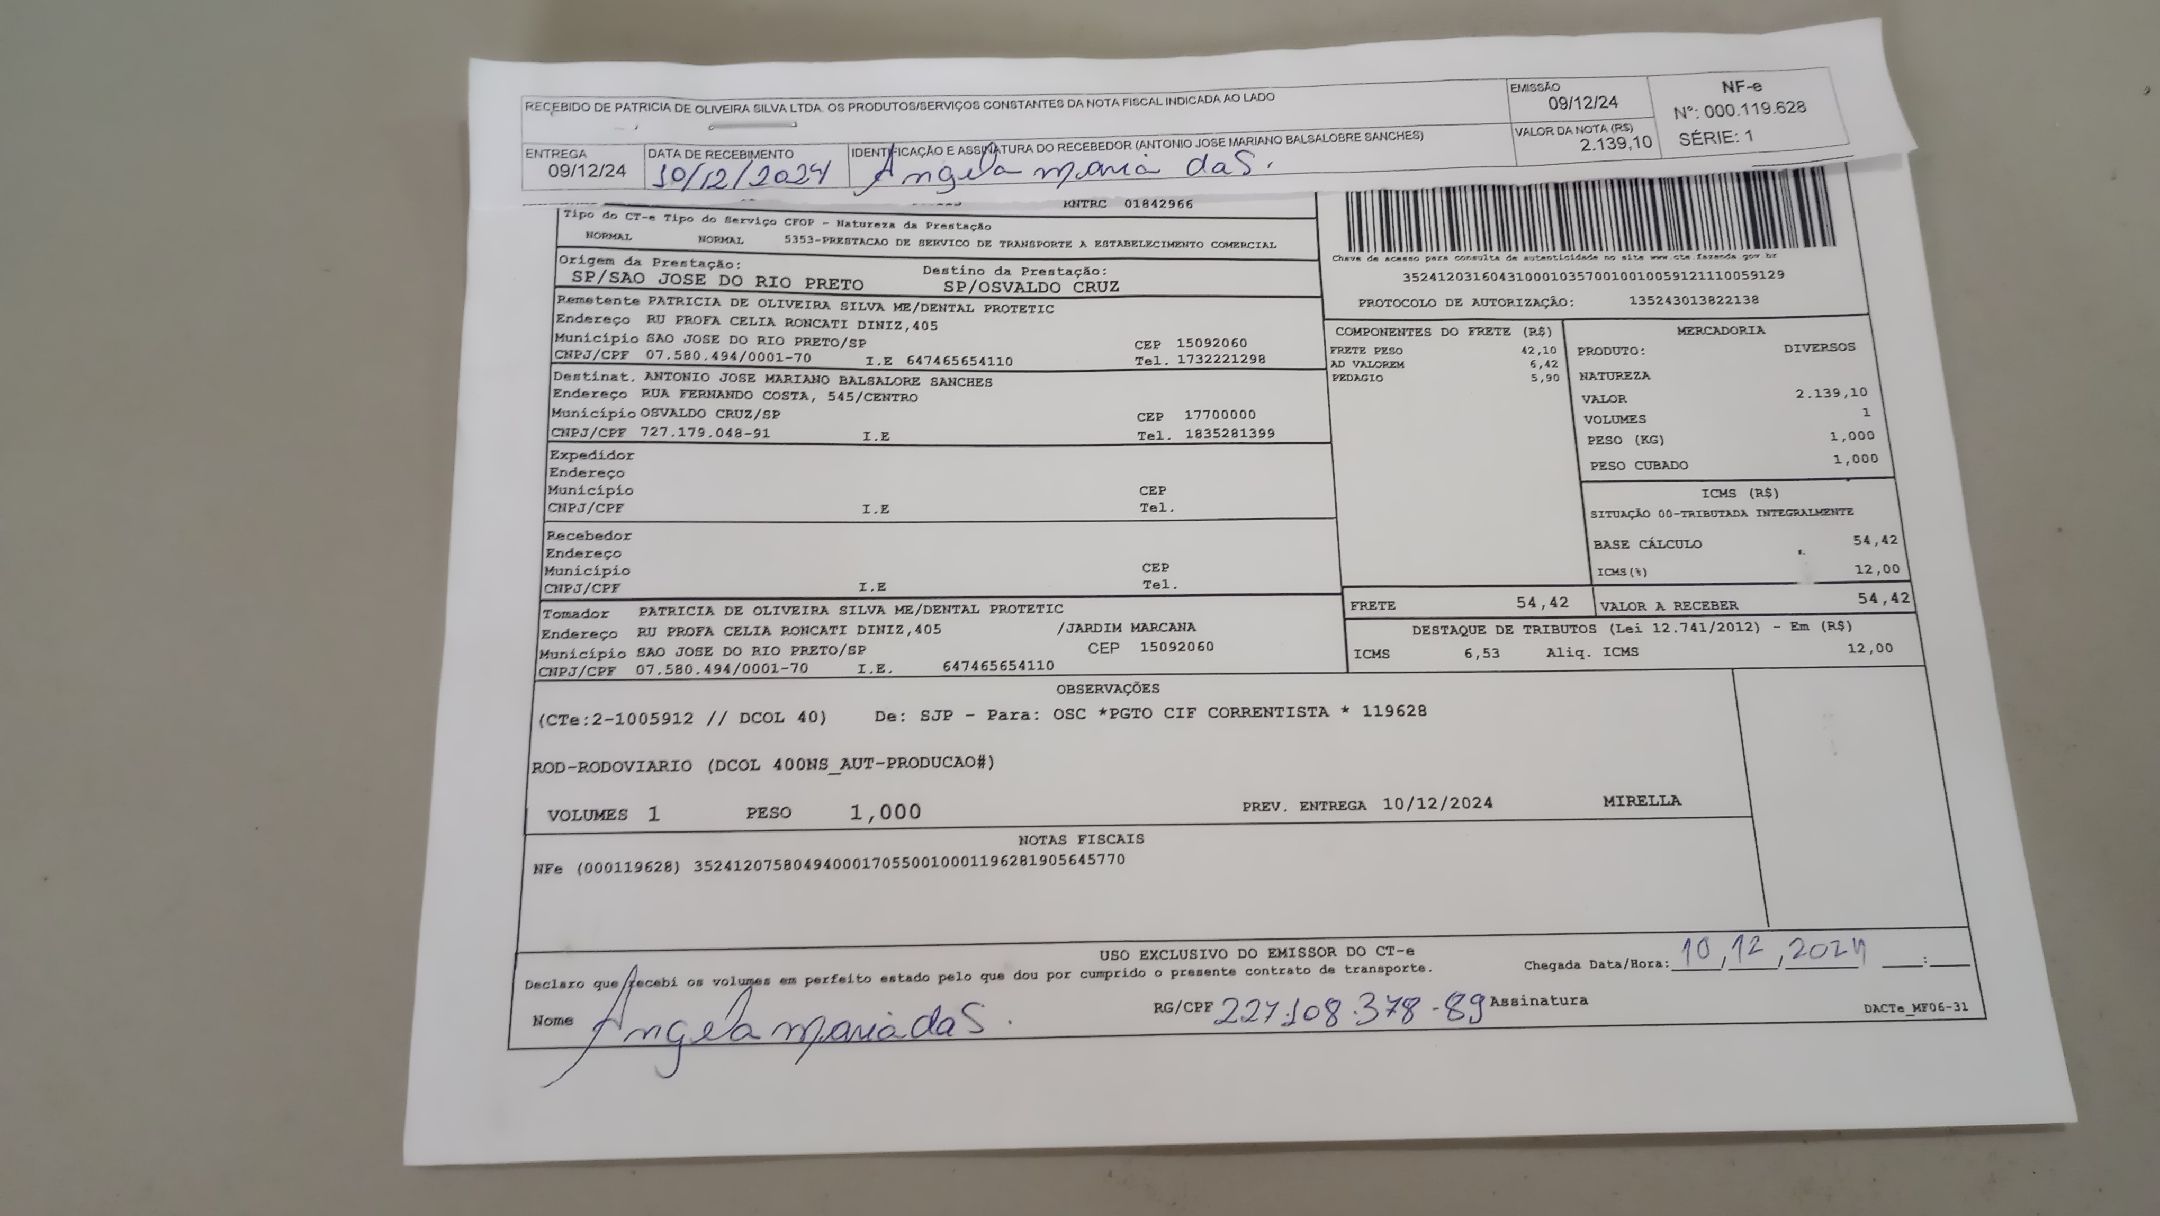 RECEBIDO DE PATRICIA DE OLIVEIRA SILVA LTDA. OS PRODUTOS/SERVIÇOS CONSTANTES DA NOTA FISCAL INDICADA AO LADO
EMISSÃO
09/12/24
VALOR DA NOTA (R$)
2.139,10
NF-e
Nº: 000.119.628
SÉRIE: 1
ENTREGA
09/12/24
DATA DE RECEBIMENTO
10/12/2024
IDENTIFICAÇÃO E ASSINATURA DO RECEBEDOR (ANTONIO JOSE MARIANO BALSALOBRE SANCHES)
Angela maria das.
RNTRC 01842966
Tipo do CT-e Tipo do Serviço CFOP - Natureza da Prestação
NORMAL NORMAL 5353-PRESTACAO DE SERVICO DE TRANSPORTE A ESTABELECIMENTO COMERCIAL
Origem da Prestação: Destino da Prestação:
SP/SAO JOSE DO RIO PRETO SP/OSVALDO CRUZ
Chave de acesso para consulta de autenticidade no site www.cte.fazenda gov br
35241203160431000103570010010059121110059129
PROTOCOLO DE AUTORIZAÇÃO: 135243013822138
Remetente PATRICIA DE OLIVEIRA SILVA ME/DENTAL PROTETIC
Endereço RU PROFA CELIA RONCATI DINIZ,405
Município SAO JOSE DO RIO PRETO/SP CEP 15092060
CNPJ/CPF 07.580.494/0001-70 I.E 647465654110 Tel. 1732221298
Destinat. ANTONIO JOSE MARIANO BALSALORE SANCHES
Endereço RUA FERNANDO COSTA, 545/CENTRO
Município OSVALDO CRUZ/SP CEP 17700000
CNPJ/CPF 727.179.048-91 I.E Tel. 1835281399
Expedidor
Endereço
Município CEP
CNPJ/CPF I.E Tel.
Recebedor
Endereço
Município CEP
CNPJ/CPF I.E Tel.
Tomador PATRICIA DE OLIVEIRA SILVA ME/DENTAL PROTETIC
Endereço RU PROFA CELIA RONCATI DINIZ,405 /JARDIM MARCANA
Município SAO JOSE DO RIO PRETO/SP CEP 15092060
CNPJ/CPF 07.580.494/0001-70 I.E. 647465654110
COMPONENTES DO FRETE (R$)
FRETE PESO 42,10
AD VALOREM 6,42
PEDAGIO 5,90
MERCADORIA
PRODUTO: DIVERSOS
NATUREZA
VALOR 2.139,10
VOLUMES 1
PESO (KG) 1,000
PESO CUBADO 1,000
ICMS (R$)
SITUAÇÃO 00-TRIBUTADA INTEGRALMENTE
BASE CÁLCULO 54,42
ICMS(%) 12,00
FRETE 54,42 VALOR A RECEBER 54,42
DESTAQUE DE TRIBUTOS (Lei 12.741/2012) - Em (R$)
ICMS 6,53 Aliq. ICMS 12,00
OBSERVAÇÕES
(CTe:2-1005912 // DCOL 40) De: SJP - Para: OSC *PGTO CIF CORRENTISTA * 119628
ROD-RODOVIARIO (DCOL 400NS_AUT-PRODUCAO#)
VOLUMES 1 PESO 1,000 PREV. ENTREGA 10/12/2024 MIRELLA
NOTAS FISCAIS
NFe (000119628) 35241207580494000170550010001196281905645770
USO EXCLUSIVO DO EMISSOR DO CT-e
Declaro que recebi os volumes em perfeito estado pelo que dou por cumprido o presente contrato de transporte.
Chegada Data/Hora: 10,12,2024 :
Nome Angela maria das. RG/CPF 227.108.378-89 Assinatura
DACTe_MF06-31